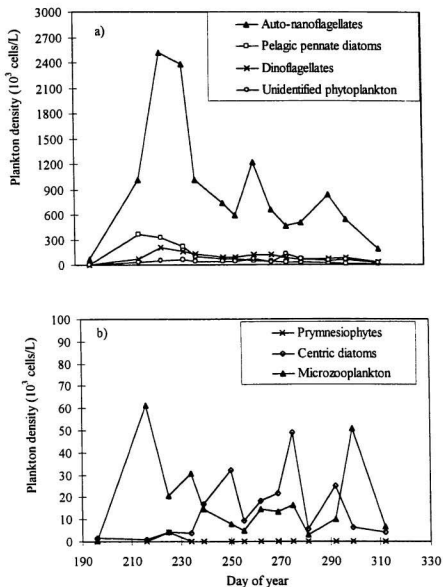 a)
Auto-nanoflagellates
Pelagic pennate diatoms
Dinoflagellates
Unidentified phytoplankton
Plankton density (10³ cells/L)
3000
2700
2400
2100
1800
1500
1200
900
600
300
0
b)
Prymnesiophytes
Centric diatoms
Microzooplankton
Plankton density (10³ cells/L)
100
90
80
70
60
50
40
30
20
10
0
190 210 230 250 270 290 310 330
Day of year